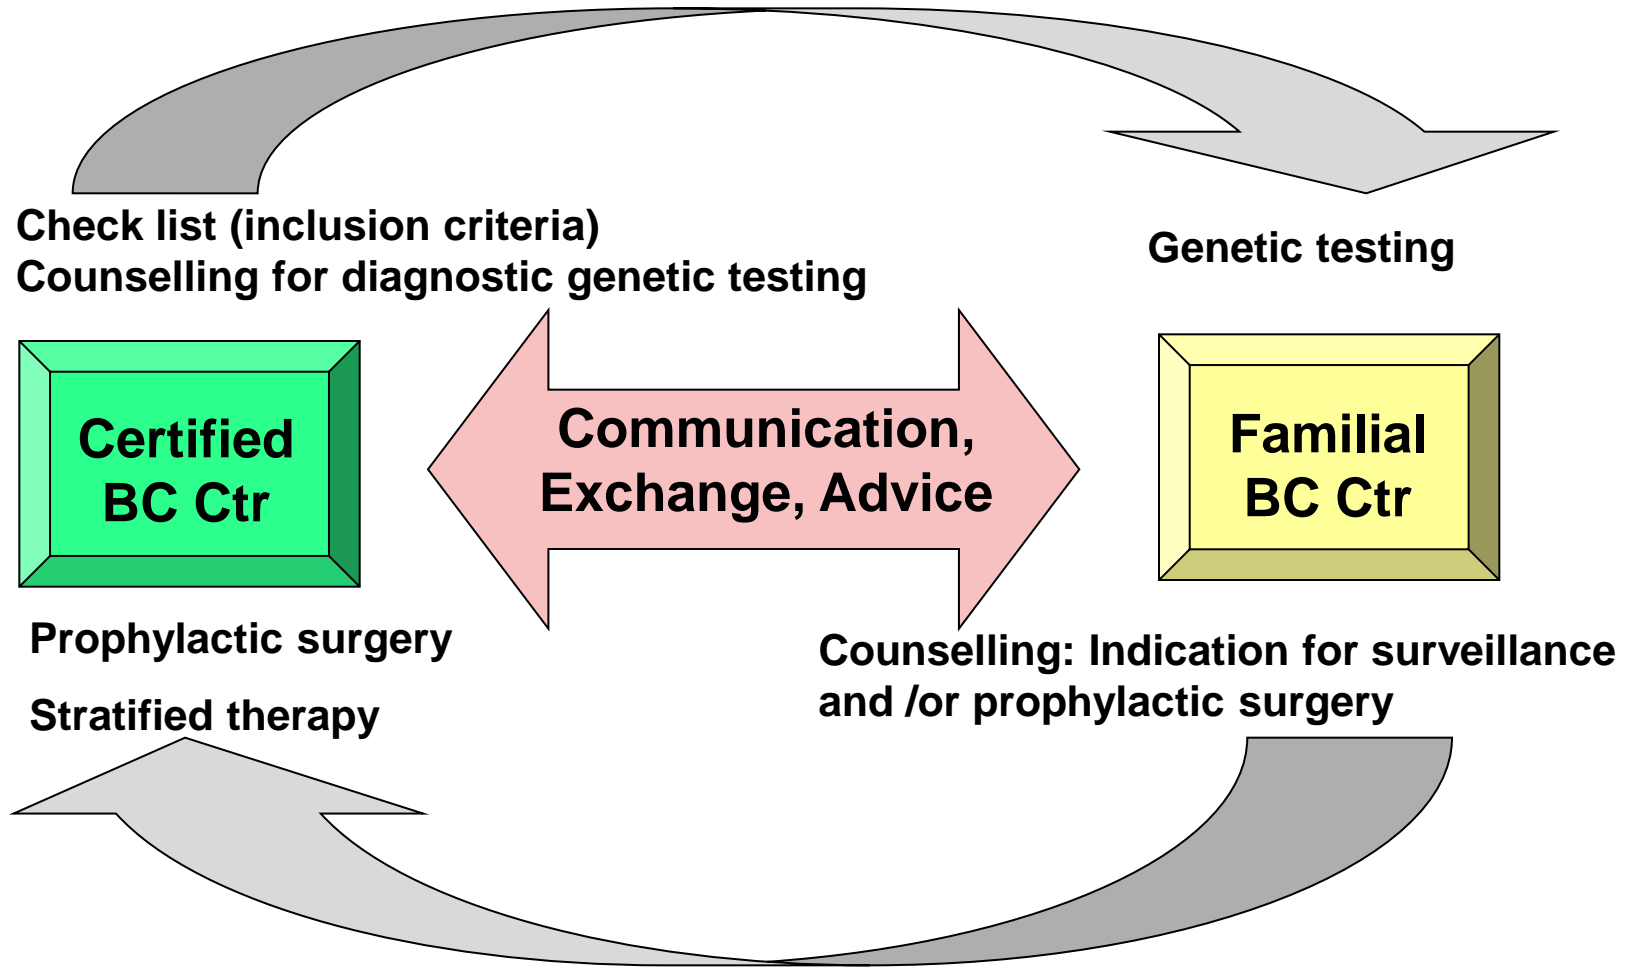 Check list (inclusion criteria)
Counselling for diagnostic genetic testing
Genetic testing
Certified
BC Ctr
Communication,
Exchange, Advice
Familial
BC Ctr
Prophylactic surgery
Stratified therapy
Counselling: Indication for surveillance
and /or prophylactic surgery